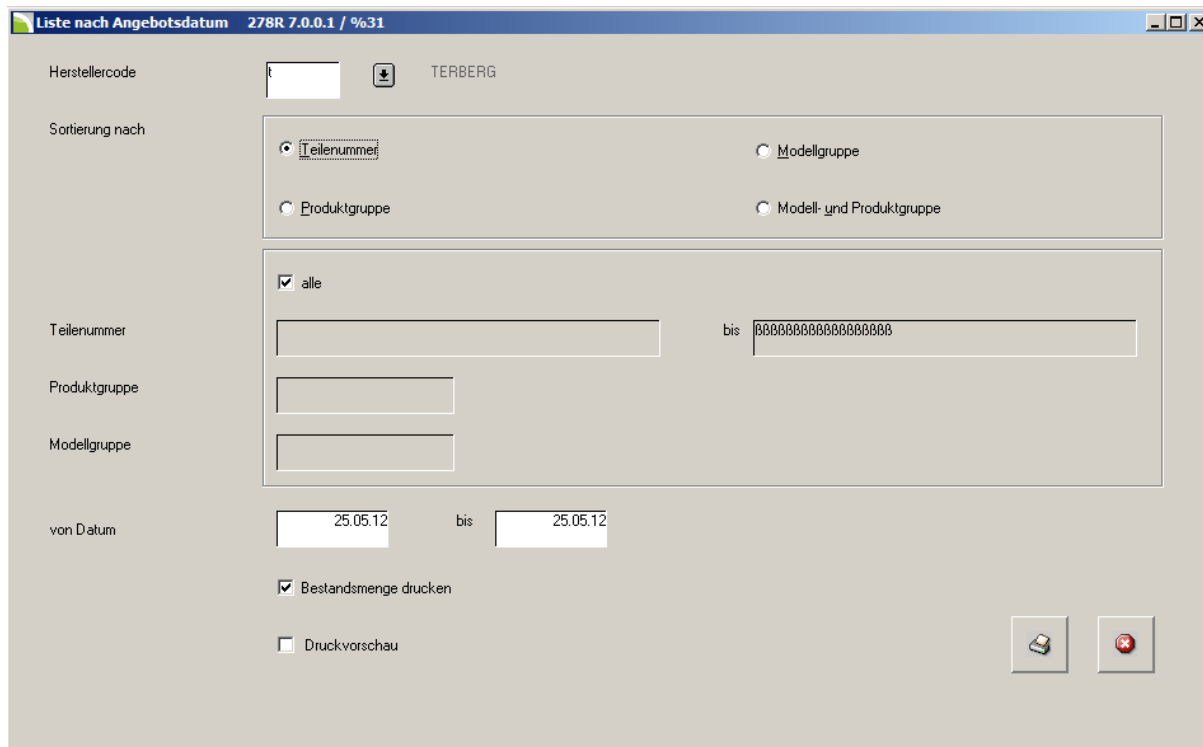 Liste nach Angebotsdatum 278R 7.0.0.1 / %31
Herstellercode t TERBERG
Sortierung nach
Teilenummer Modellgruppe
Produktgruppe Modell- und Produktgruppe
alle
Teilenummer bis ßßßßßßßßßßßßßßßßßß
Produktgruppe
Modellgruppe
von Datum 25.05.12 bis 25.05.12
Bestandsmenge drucken
Druckvorschau